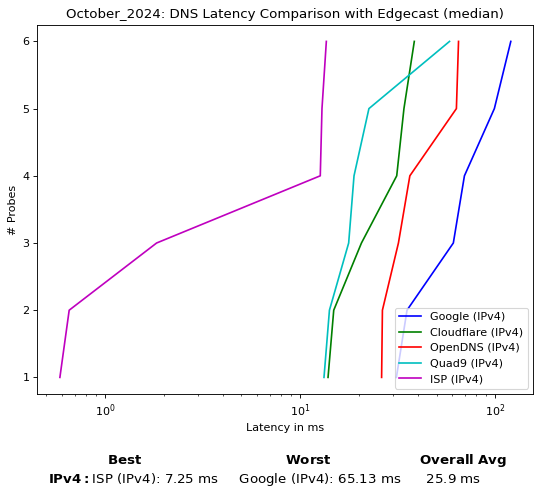 October_2024: DNS Latency Comparison with Edgecast (median)
6
5
4
3
2
1
# Probes
Google (IPv4)
Cloudflare (IPv4)
OpenDNS (IPv4)
Quad9 (IPv4)
ISP (IPv4)
10⁰ 10¹ 10²
Latency in ms
Best Worst Overall Avg
IPv4: ISP (IPv4): 7.25 ms Google (IPv4): 65.13 ms 25.9 ms